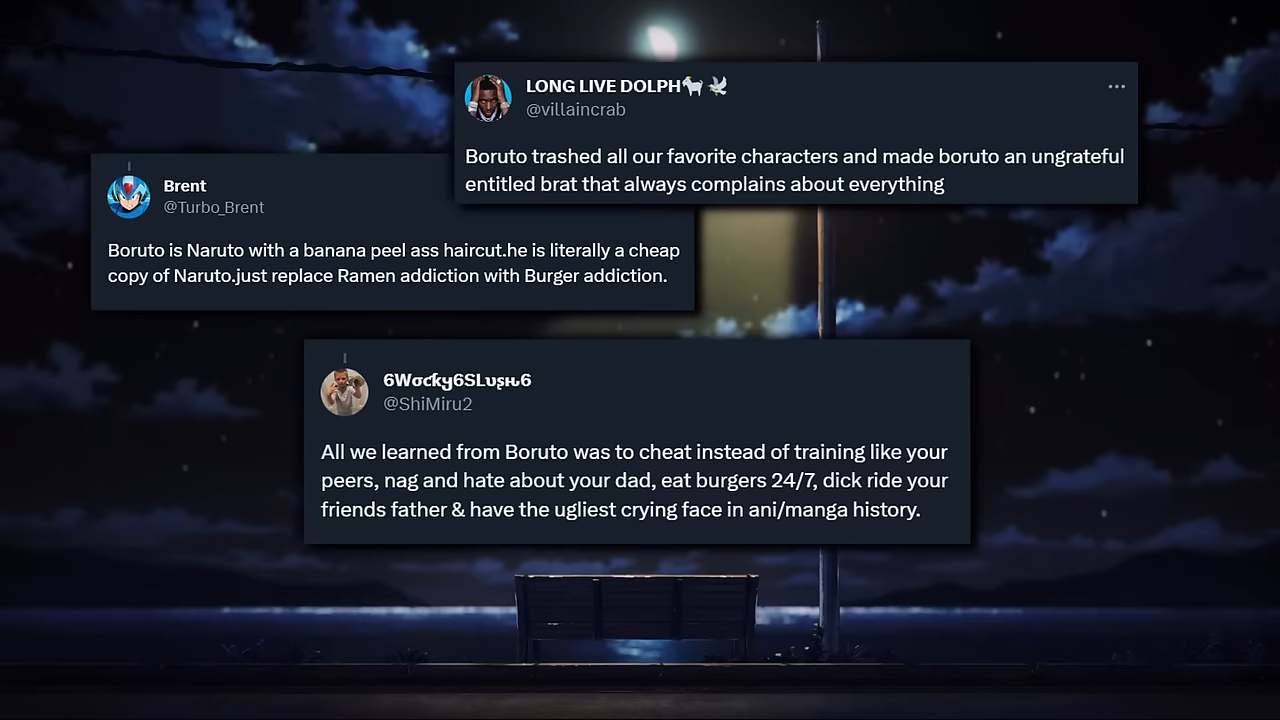 LONG LIVE DOLPH🐐🕊️
@villaincrab
Boruto trashed all our favorite characters and made boruto an ungrateful
entitled brat that always complains about everything
Brent
@Turbo_Brent
Boruto is Naruto with a banana peel ass haircut.he is literally a cheap
copy of Naruto.just replace Ramen addiction with Burger addiction.
6Wσƈƙყ6SLυʂԋ6
@ShiMiru2
All we learned from Boruto was to cheat instead of training like your
peers, nag and hate about your dad, eat burgers 24/7, dick ride your
friends father & have the ugliest crying face in ani/manga history.